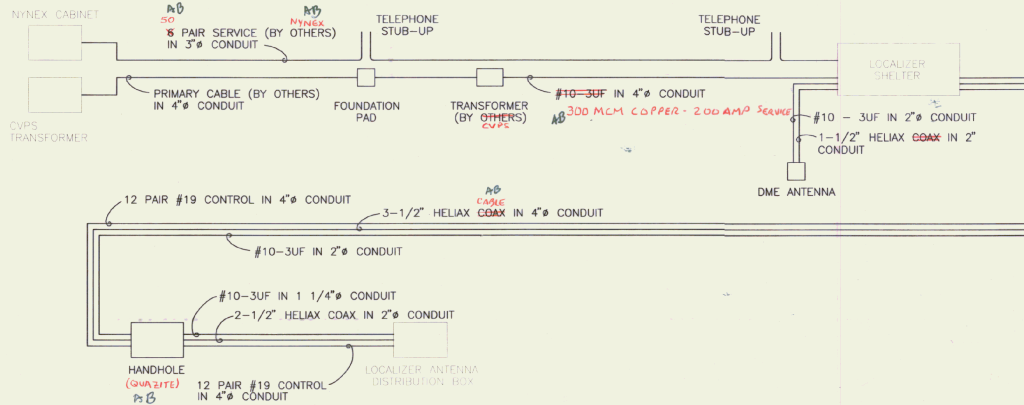 NYNEX CABINET
AB
50
6 PAIR SERVICE (BY OTHERS)
AB
NYNEX
IN 3"ø CONDUIT
TELEPHONE
STUB-UP
TELEPHONE
STUB-UP
LOCALIZER
SHELTER
PRIMARY CABLE (BY OTHERS)
IN 4"ø CONDUIT
FOUNDATION
PAD
TRANSFORMER
(BY OTHERS)
CVPS
#10-3UF IN 4"ø CONDUIT
AB
300 MCM COPPER - 200 AMP SERVICE
CVPS
TRANSFORMER
#10 - 3UF IN 2"ø CONDUIT
1-1/2" HELIAX COAX IN 2"
CONDUIT
DME ANTENNA
12 PAIR #19 CONTROL IN 4"ø CONDUIT
AB
CABLE
3-1/2" HELIAX COAX IN 4"ø CONDUIT
#10-3UF IN 2"ø CONDUIT
#10-3UF IN 1 1/4"ø CONDUIT
2-1/2" HELIAX COAX IN 2"ø CONDUIT
HANDHOLE
(QUAZITE)
AB
LOCALIZER ANTENNA
DISTRIBUTION BOX
12 PAIR #19 CONTROL
IN 4"ø CONDUIT